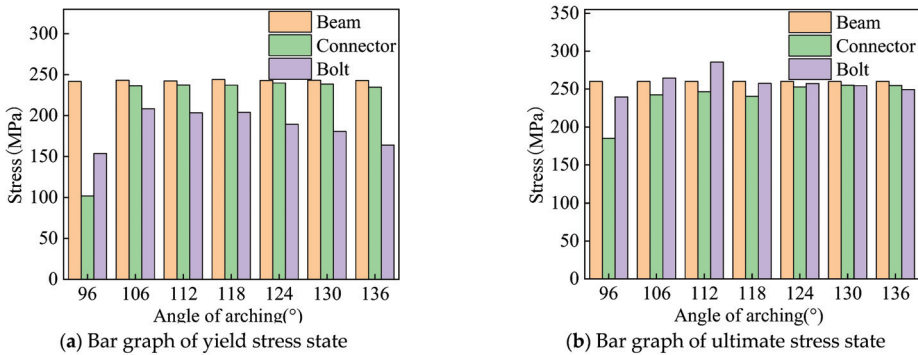 300
250
200
150
100
50
0
Stress (MPa)
Beam
Connector
Bolt
96 106 112 118 124 130 136
Angle of arching(°)
(a) Bar graph of yield stress state
350
300
250
200
150
100
50
0
Stress (MPa)
Beam
Connector
Bolt
96 106 112 118 124 130 136
Angle of arching(°)
(b) Bar graph of ultimate stress state